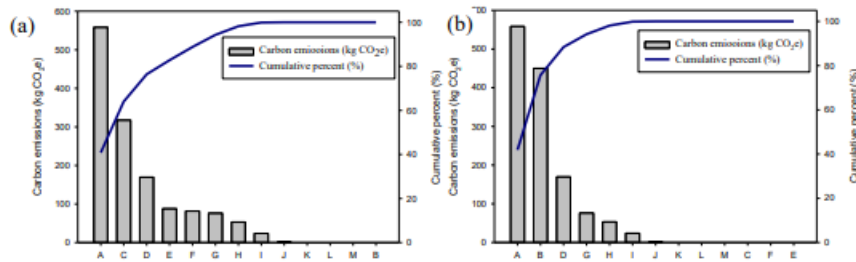 (a)
600
500
400
300
200
100
0
Carbon emissions (kg CO2e)
Carbon emiooions (kg CO2e)
Cumulative percent (%)
100
80
60
40
20
0
Cumulative percent (%)
A C D E F G H I J K L M B
(b)
500
400
300
200
100
0
Carbon emissions (kg CO2e)
Carbon emiooions (kg CO2e)
Cumulative percent (%)
100
80
60
40
20
0
Cumulative percent (%)
A B D G H I J K L M C F E